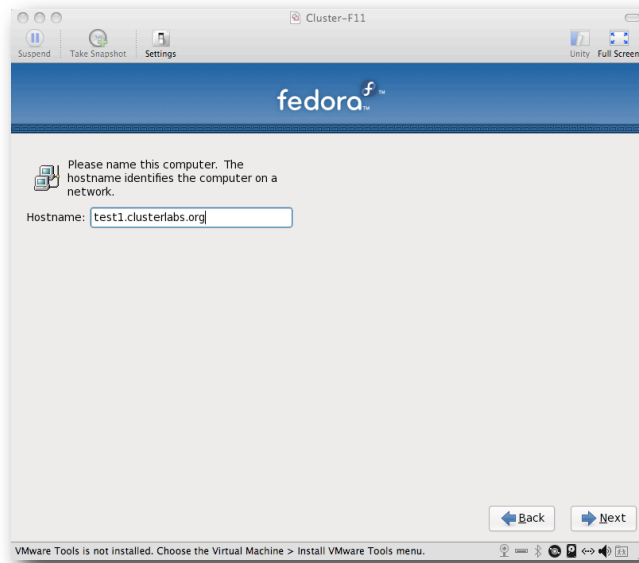 Cluster-F11
Suspend Take Snapshot Settings Unity Full Screen
fedora™ f™
Please name this computer. The
hostname identifies the computer on a
network.
Hostname: test1.clusterlabs.org
Back Next
VMware Tools is not installed. Choose the Virtual Machine > Install VMware Tools menu.